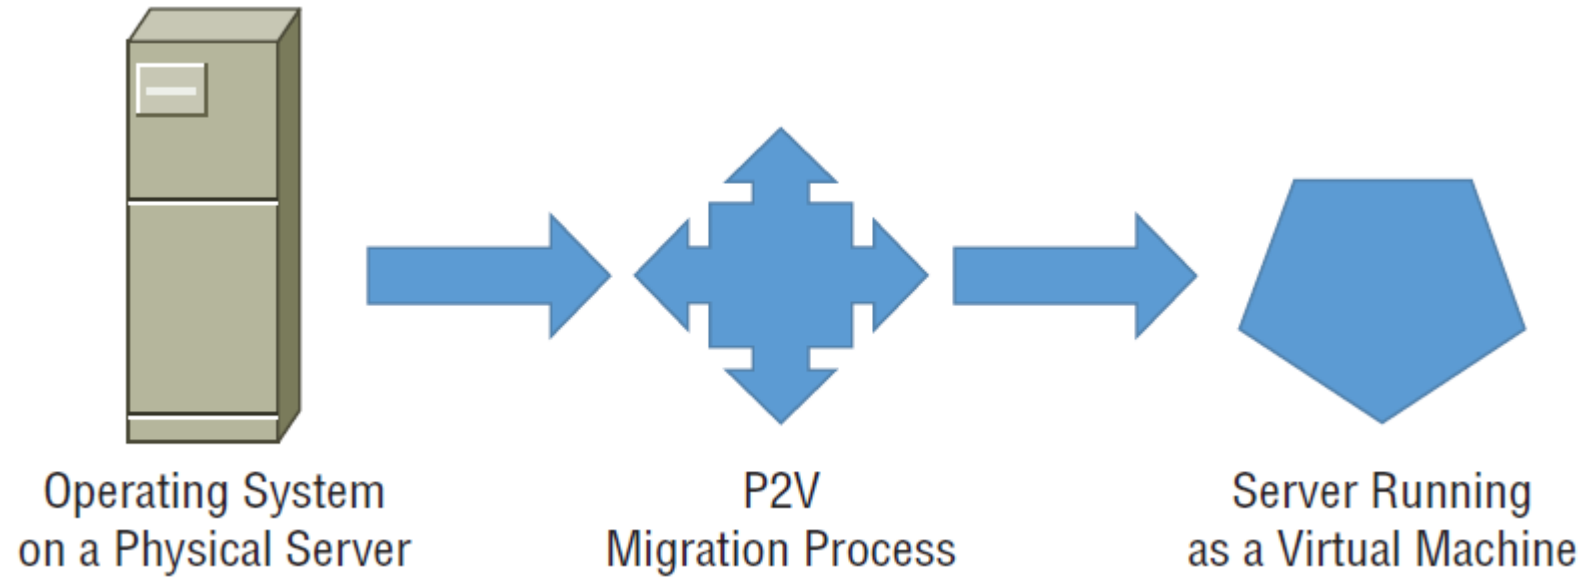 Operating System
on a Physical Server
P2V
Migration Process
Server Running
as a Virtual Machine